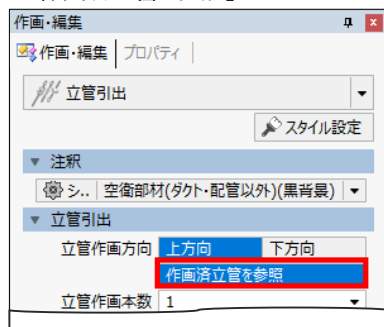 作画・編集
作画・編集 プロパティ
立管引出
スタイル設定
注釈
シ.. 空衛部材(ダクト・配管以外)(黒背景)
立管引出
立管作画方向 上方向 下方向
作画済立管を参照
立管作画本数 1